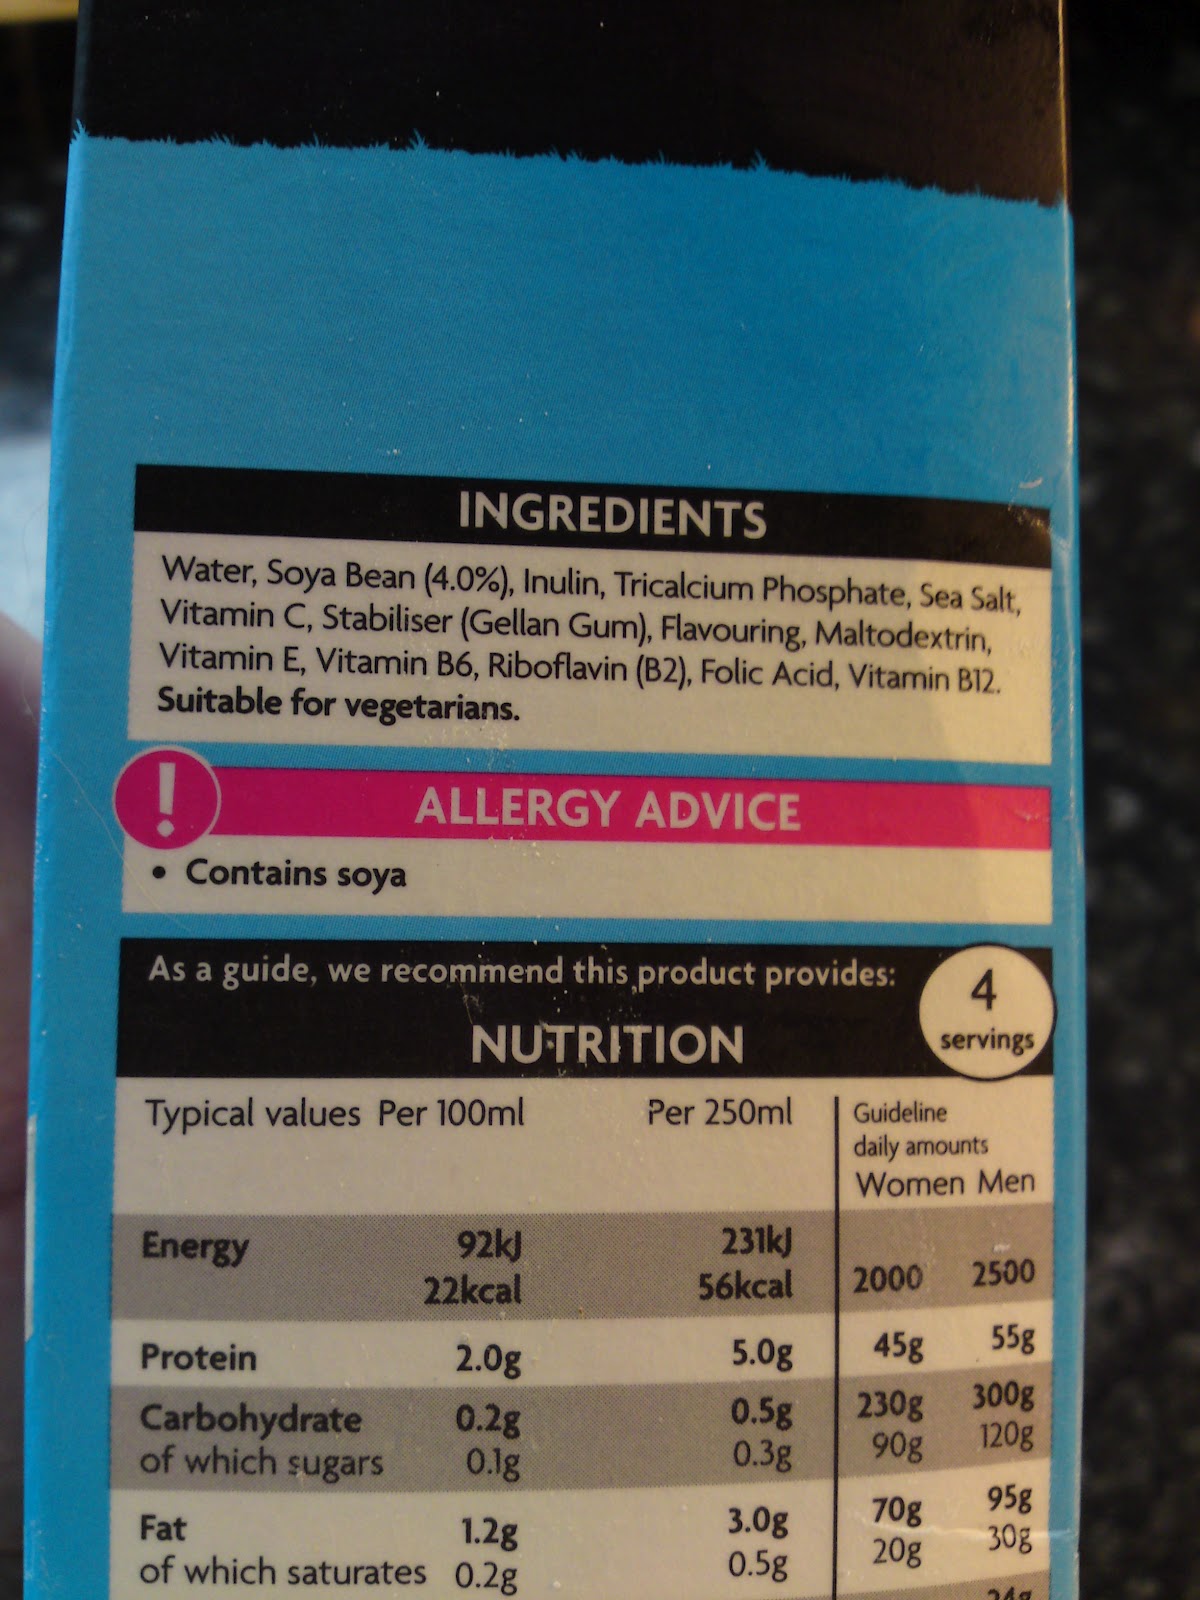 INGREDIENTS
Water, Soya Bean (4.0%), Inulin, Tricalcium Phosphate, Sea Salt,
Vitamin C, Stabiliser (Gellan Gum), Flavouring, Maltodextrin,
Vitamin E, Vitamin B6, Riboflavin (B2), Folic Acid, Vitamin B12.
Suitable for vegetarians.
! ALLERGY ADVICE
• Contains soya
As a guide, we recommend this product provides:
4
servings
NUTRITION
Typical values Per 100ml Per 250ml Guideline
daily amounts
Women Men
Energy 92kJ 231kJ
22kcal 56kcal 2000 2500
Protein 2.0g 5.0g 45g 55g
Carbohydrate 0.2g 0.5g 230g 300g
of which sugars 0.1g 0.3g 90g 120g
Fat 1.2g 3.0g 70g 95g
of which saturates 0.2g 0.5g 20g 30g